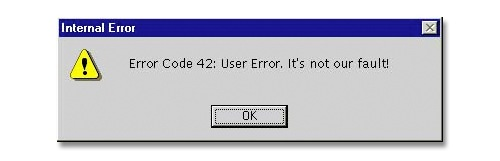 Internal Error
Error Code 42: User Error. It's not our fault!
OK